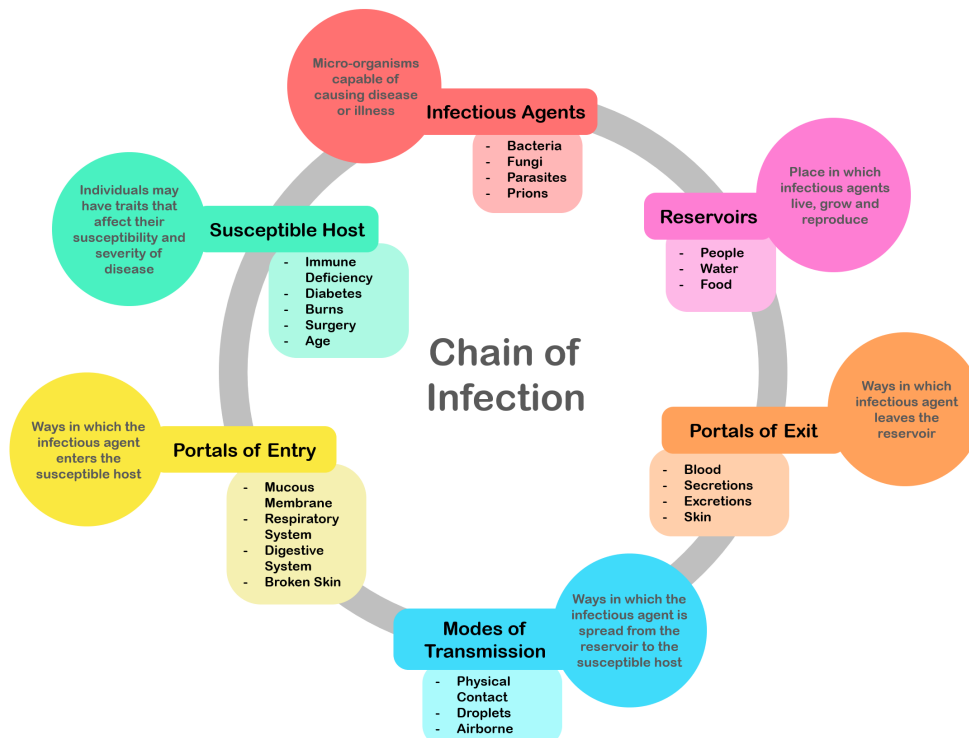 Chain of
Infection
Micro-organisms
capable of
causing disease
or illness
Infectious Agents
- Bacteria
- Fungi
- Parasites
- Prions
Place in which
infectious agents
live, grow and
reproduce
Reservoirs
- People
- Water
- Food
Ways in which
infectious agent
leaves the
reservoir
Portals of Exit
- Blood
- Secretions
- Excretions
- Skin
Ways in which the
infectious agent is
spread from the
reservoir to the
susceptible host
Modes of
Transmission
- Physical
Contact
- Droplets
- Airborne
Ways in which the
infectious agent
enters the
susceptible host
Portals of Entry
- Mucous
Membrane
- Respiratory
System
- Digestive
System
- Broken Skin
Individuals may
have traits that
affect their
susceptibility and
severity of
disease
Susceptible Host
- Immune
Deficiency
- Diabetes
- Burns
- Surgery
- Age